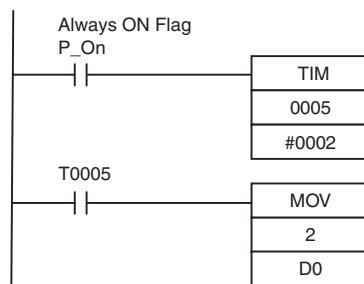 Always ON Flag
P_On
TIM
0005
#0002
T0005
MOV
2
D0